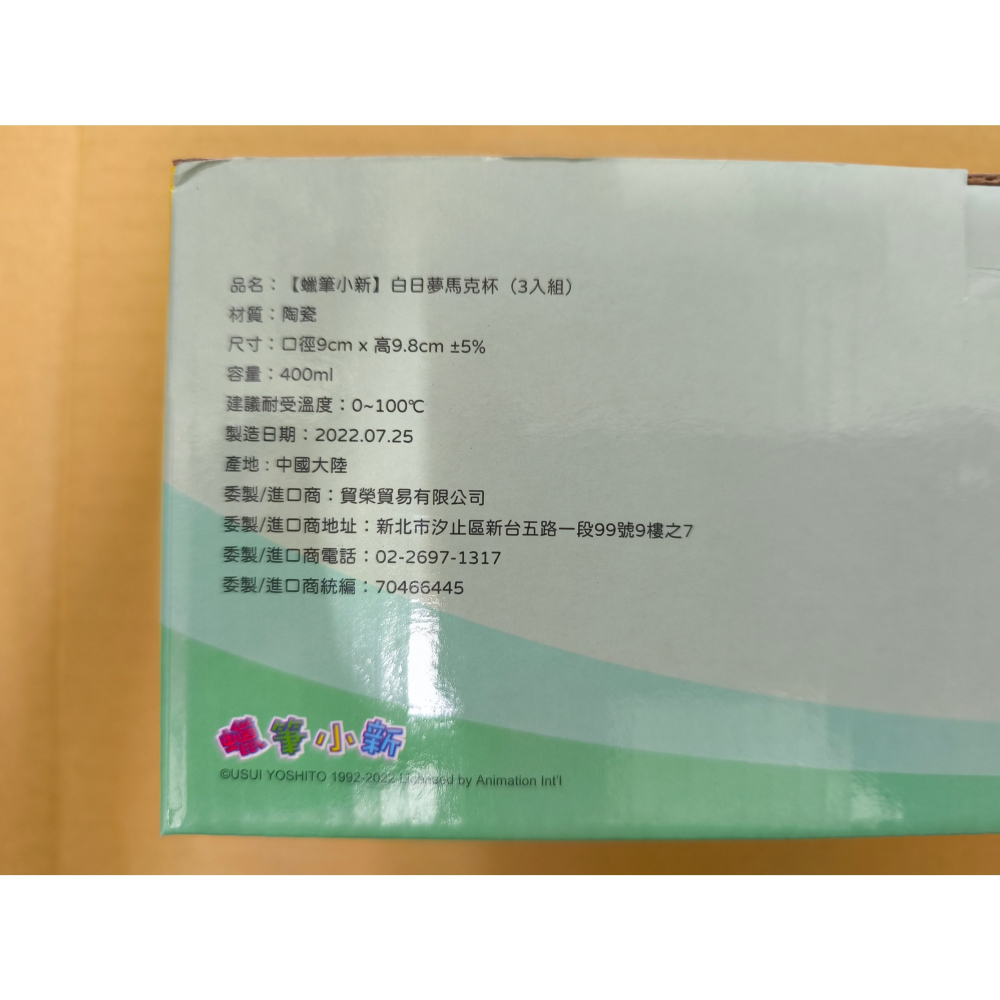 品名：【蠟筆小新】白日夢馬克杯（3入組）
材質：陶瓷
尺寸：口徑9cm x 高9.8cm ±5%
容量：400ml
建議耐受溫度：0~100℃
製造日期：2022.07.25
產地：中國大陸
委製/進口商：貿榮貿易有限公司
委製/進口商地址：新北市汐止區新台五路一段99號9樓之7
委製/進口商電話：02-2697-1317
委製/進口商統編：70466445
蠟筆小新
©USUI YOSHITO 1992-2022 Licensed by Animation Int'l